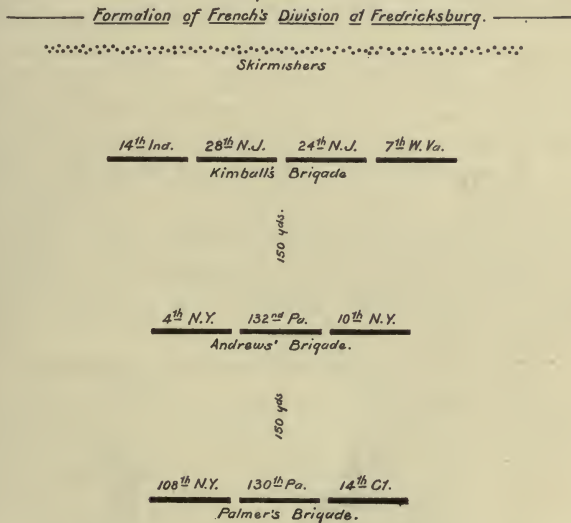 Formation of French's Division at Fredricksburg.
Skirmishers
14th Ind. 28th N.J. 24th N.J. 7th W.Va.
Kimball's Brigade
150 yds.
4th N.Y. 132nd Pa. 10th N.Y.
Andrews' Brigade.
150 yds
108th N.Y. 130th Pa. 14th Ct.
Palmer's Brigade.